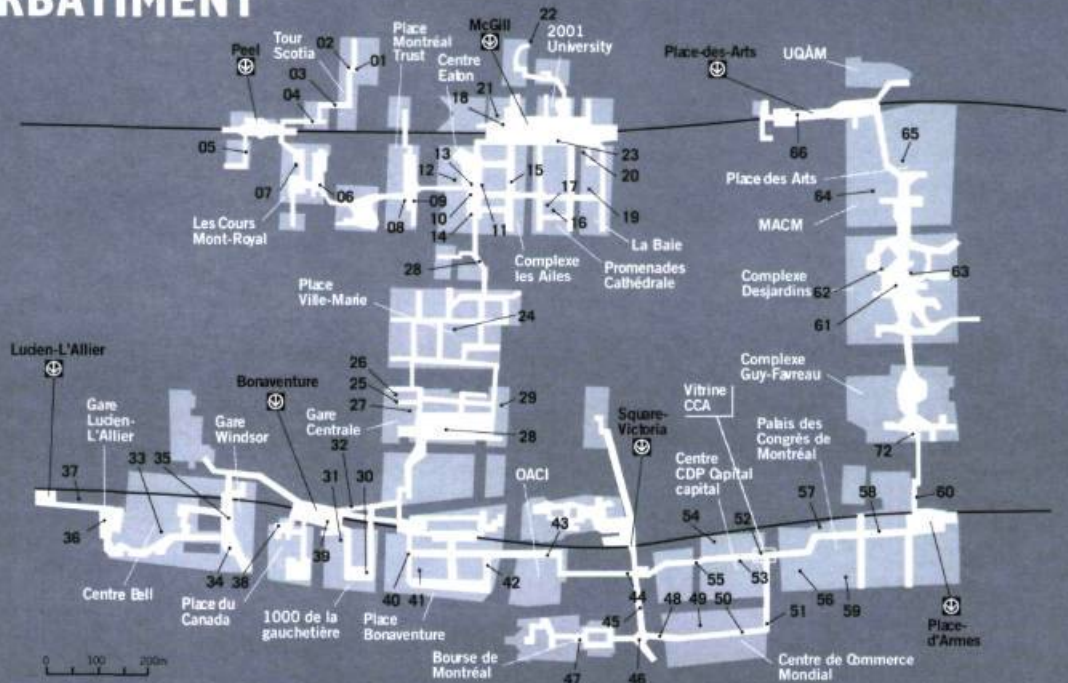 RBÂTIMENT
22
2001
University
McGill
Place
Montréal
Trust
Tour
Scotia
02
01
Peel
03
04
Centre
Eaton
18
21
Place-des-Arts
UQÀM
05
07
06
13
12
10
14
08
09
11
15
17
16
23
20
19
66
65
Place des Arts
64
MACM
Les Cours
Mont-Royal
La Baie
Complexe
les Ailes
Promenades
Cathédrale
28
Place
Ville-Marie
24
Complexe
Desjardins
62
63
61
Lucien-L'Allier
26
25
27
29
28
Bonaventure
Gare
Centrale
Gare
Lucien-
L'Allier
Gare
Windsor
Square-
Victoria
Vitrine
CCA
Complexe
Guy-Favreau
Palais des
Congrès de
Montréal
72
Centre
CDP Capital
capital
OACI
37
33
35
32
31
30
43
54
52
57
58
60
36
34
38
39
40
41
42
44
45
48
55
49
53
50
51
56
59
Centre Bell
Place du
Canada
1000 de la
gauchetière
Place
Bonaventure
Bourse de
Montréal
47
46
Centre de Commerce
Mondial
Place-
d'Armes
0 100 200m